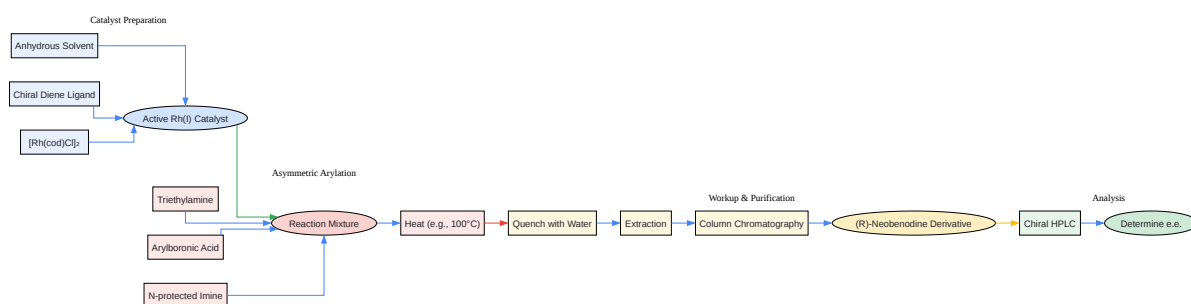 Catalyst Preparation
Anhydrous Solvent
Chiral Diene Ligand
Active Rh(I) Catalyst
[Rh(cod)Cl]₂
Asymmetric Arylation
Triethylamine
Reaction Mixture
Arylboronic Acid
N-protected Imine
Heat (e.g., 100°C)
Workup & Purification
Quench with Water
Extraction
Column Chromatography
(R)-Neobenodine Derivative
Analysis
Chiral HPLC
Determine e.e.